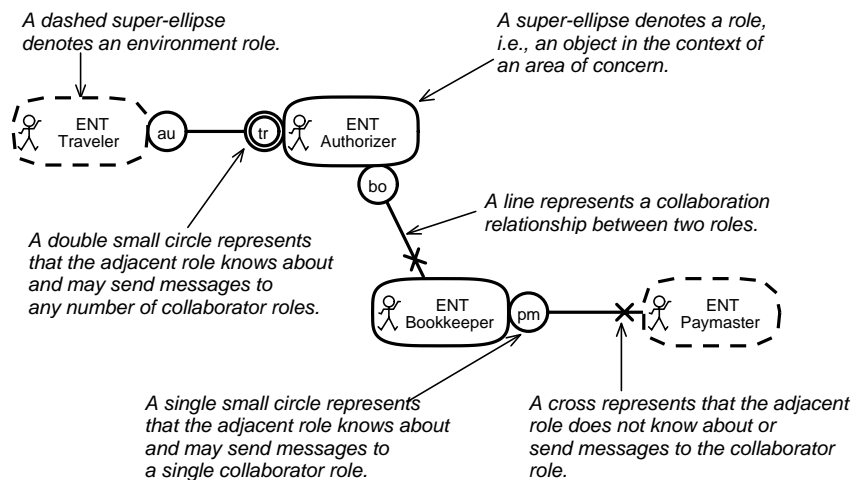 A dashed super-ellipse
denotes an environment role.
A super-ellipse denotes a role,
i.e., an object in the context of
an area of concern.
ENT
Traveler
au
tr
ENT
Authorizer
bo
A line represents a collaboration
relationship between two roles.
A double small circle represents
that the adjacent role knows about
and may send messages to
any number of collaborator roles.
ENT
Bookkeeper
pm
ENT
Paymaster
A single small circle represents
that the adjacent role knows about
and may send messages to
a single collaborator role.
A cross represents that the adjacent
role does not know about or
send messages to the collaborator
role.